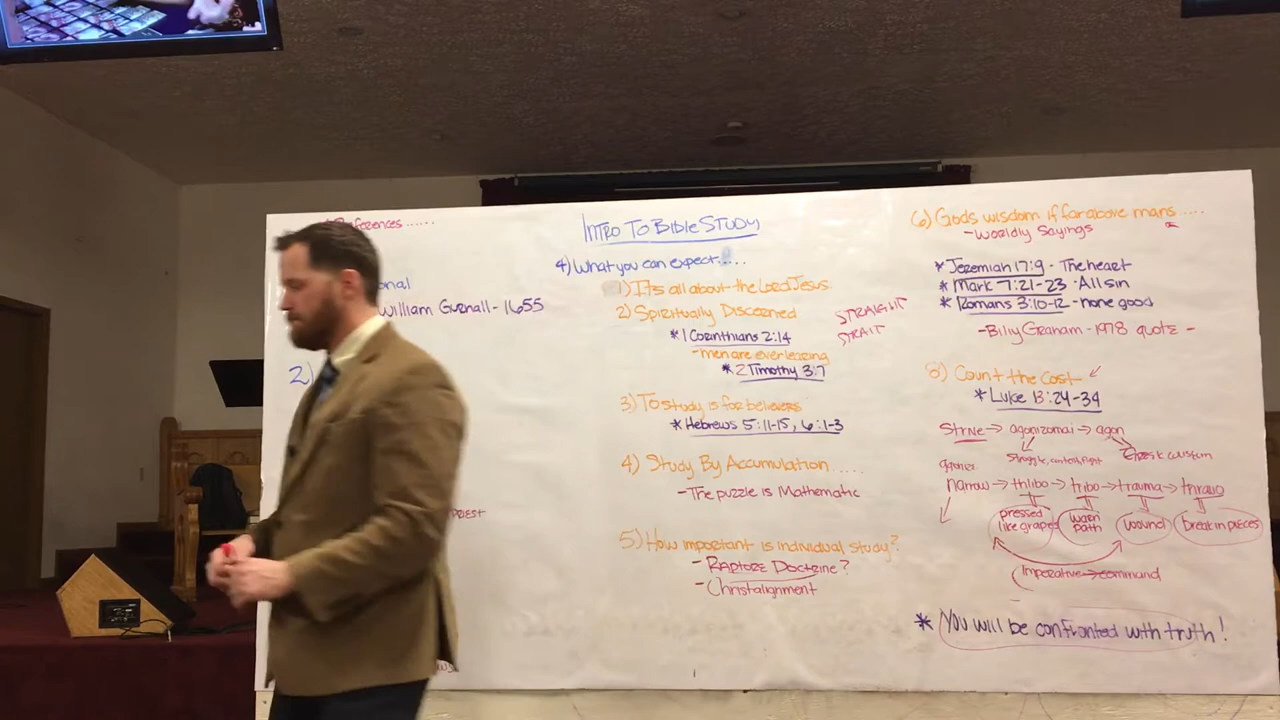 References ......
onal
William Gurnall - 1655
2)
PRIEST
INTRO TO BIBLE STUDY
4) What you can expect.....
1) It's all about the Lord Jesus
2) Spiritually Discerned
* 1 Corinthians 2:14
- men are ever learing
* 2 Timothy 3:7
STRAIGHT
STRAIT
3) To study is for believers
* Hebrews 5:11-15, 6:1-3
4) Study By Accumulation .....
- The puzzle is Mathematic
5) How important is individual study?
- RAPTURE DOCTRINE?
- Christalignment
6) Gods wisdom if far above mans ....
- Worldly Sayings
* Jeremiah 17:9 - The heart
* Mark 7:21-23 - All sin
* Romans 3:10-12 - none good
- Billy Graham - 1978 quote -
8) Count the Cost
* Luke 13:24-34
Strive → agonizomai → agon
Struggle, contend, fight
Greek custom
narrow → thlibo → tribo → trauma →
pressed like grapes
worn path
wound
break in pieces
Imperative → command
* You will be confronted with truth!